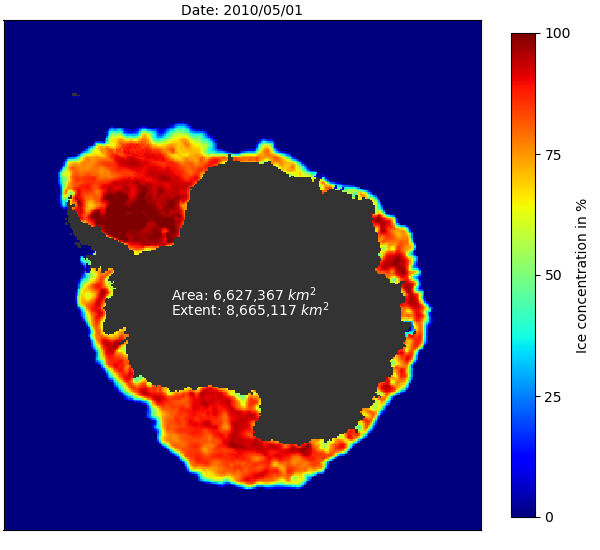 Date: 2010/05/01
Area: 6,627,367 km²
Extent: 8,665,117 km²
100
75
50
25
0
Ice concentration in %